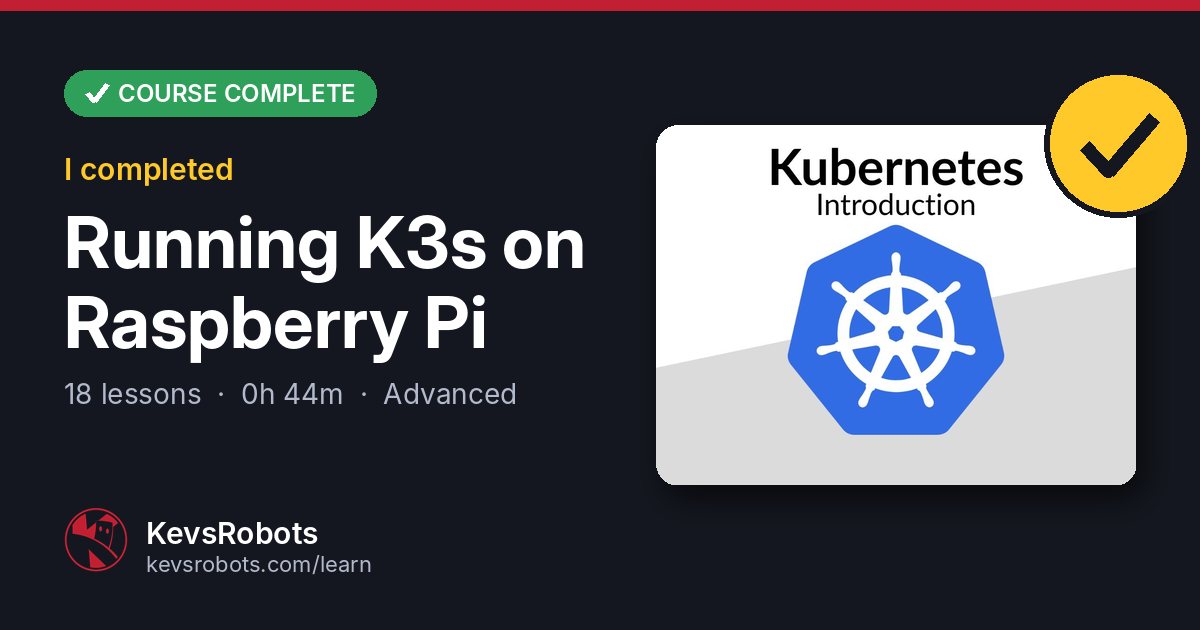 COURSE COMPLETE
I completed
Running K3s on
Raspberry Pi
18 lessons · 0h 44m · Advanced
Kubernetes
Introduction
KevsRobots
kevsrobots.com/learn